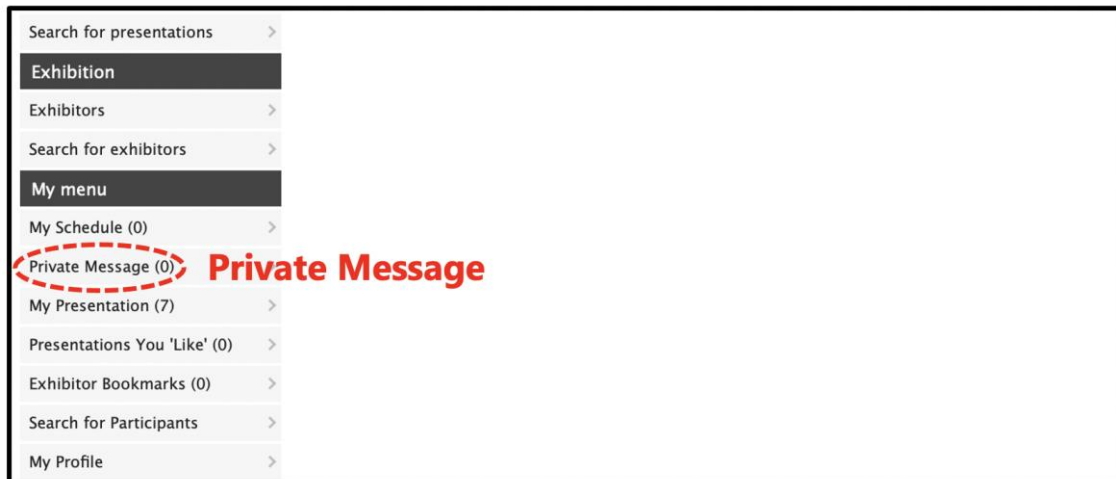 Search for presentations
Exhibition
Exhibitors
Search for exhibitors
My menu
My Schedule (0)
Private Message (0) Private Message
My Presentation (7)
Presentations You 'Like' (0)
Exhibitor Bookmarks (0)
Search for Participants
My Profile